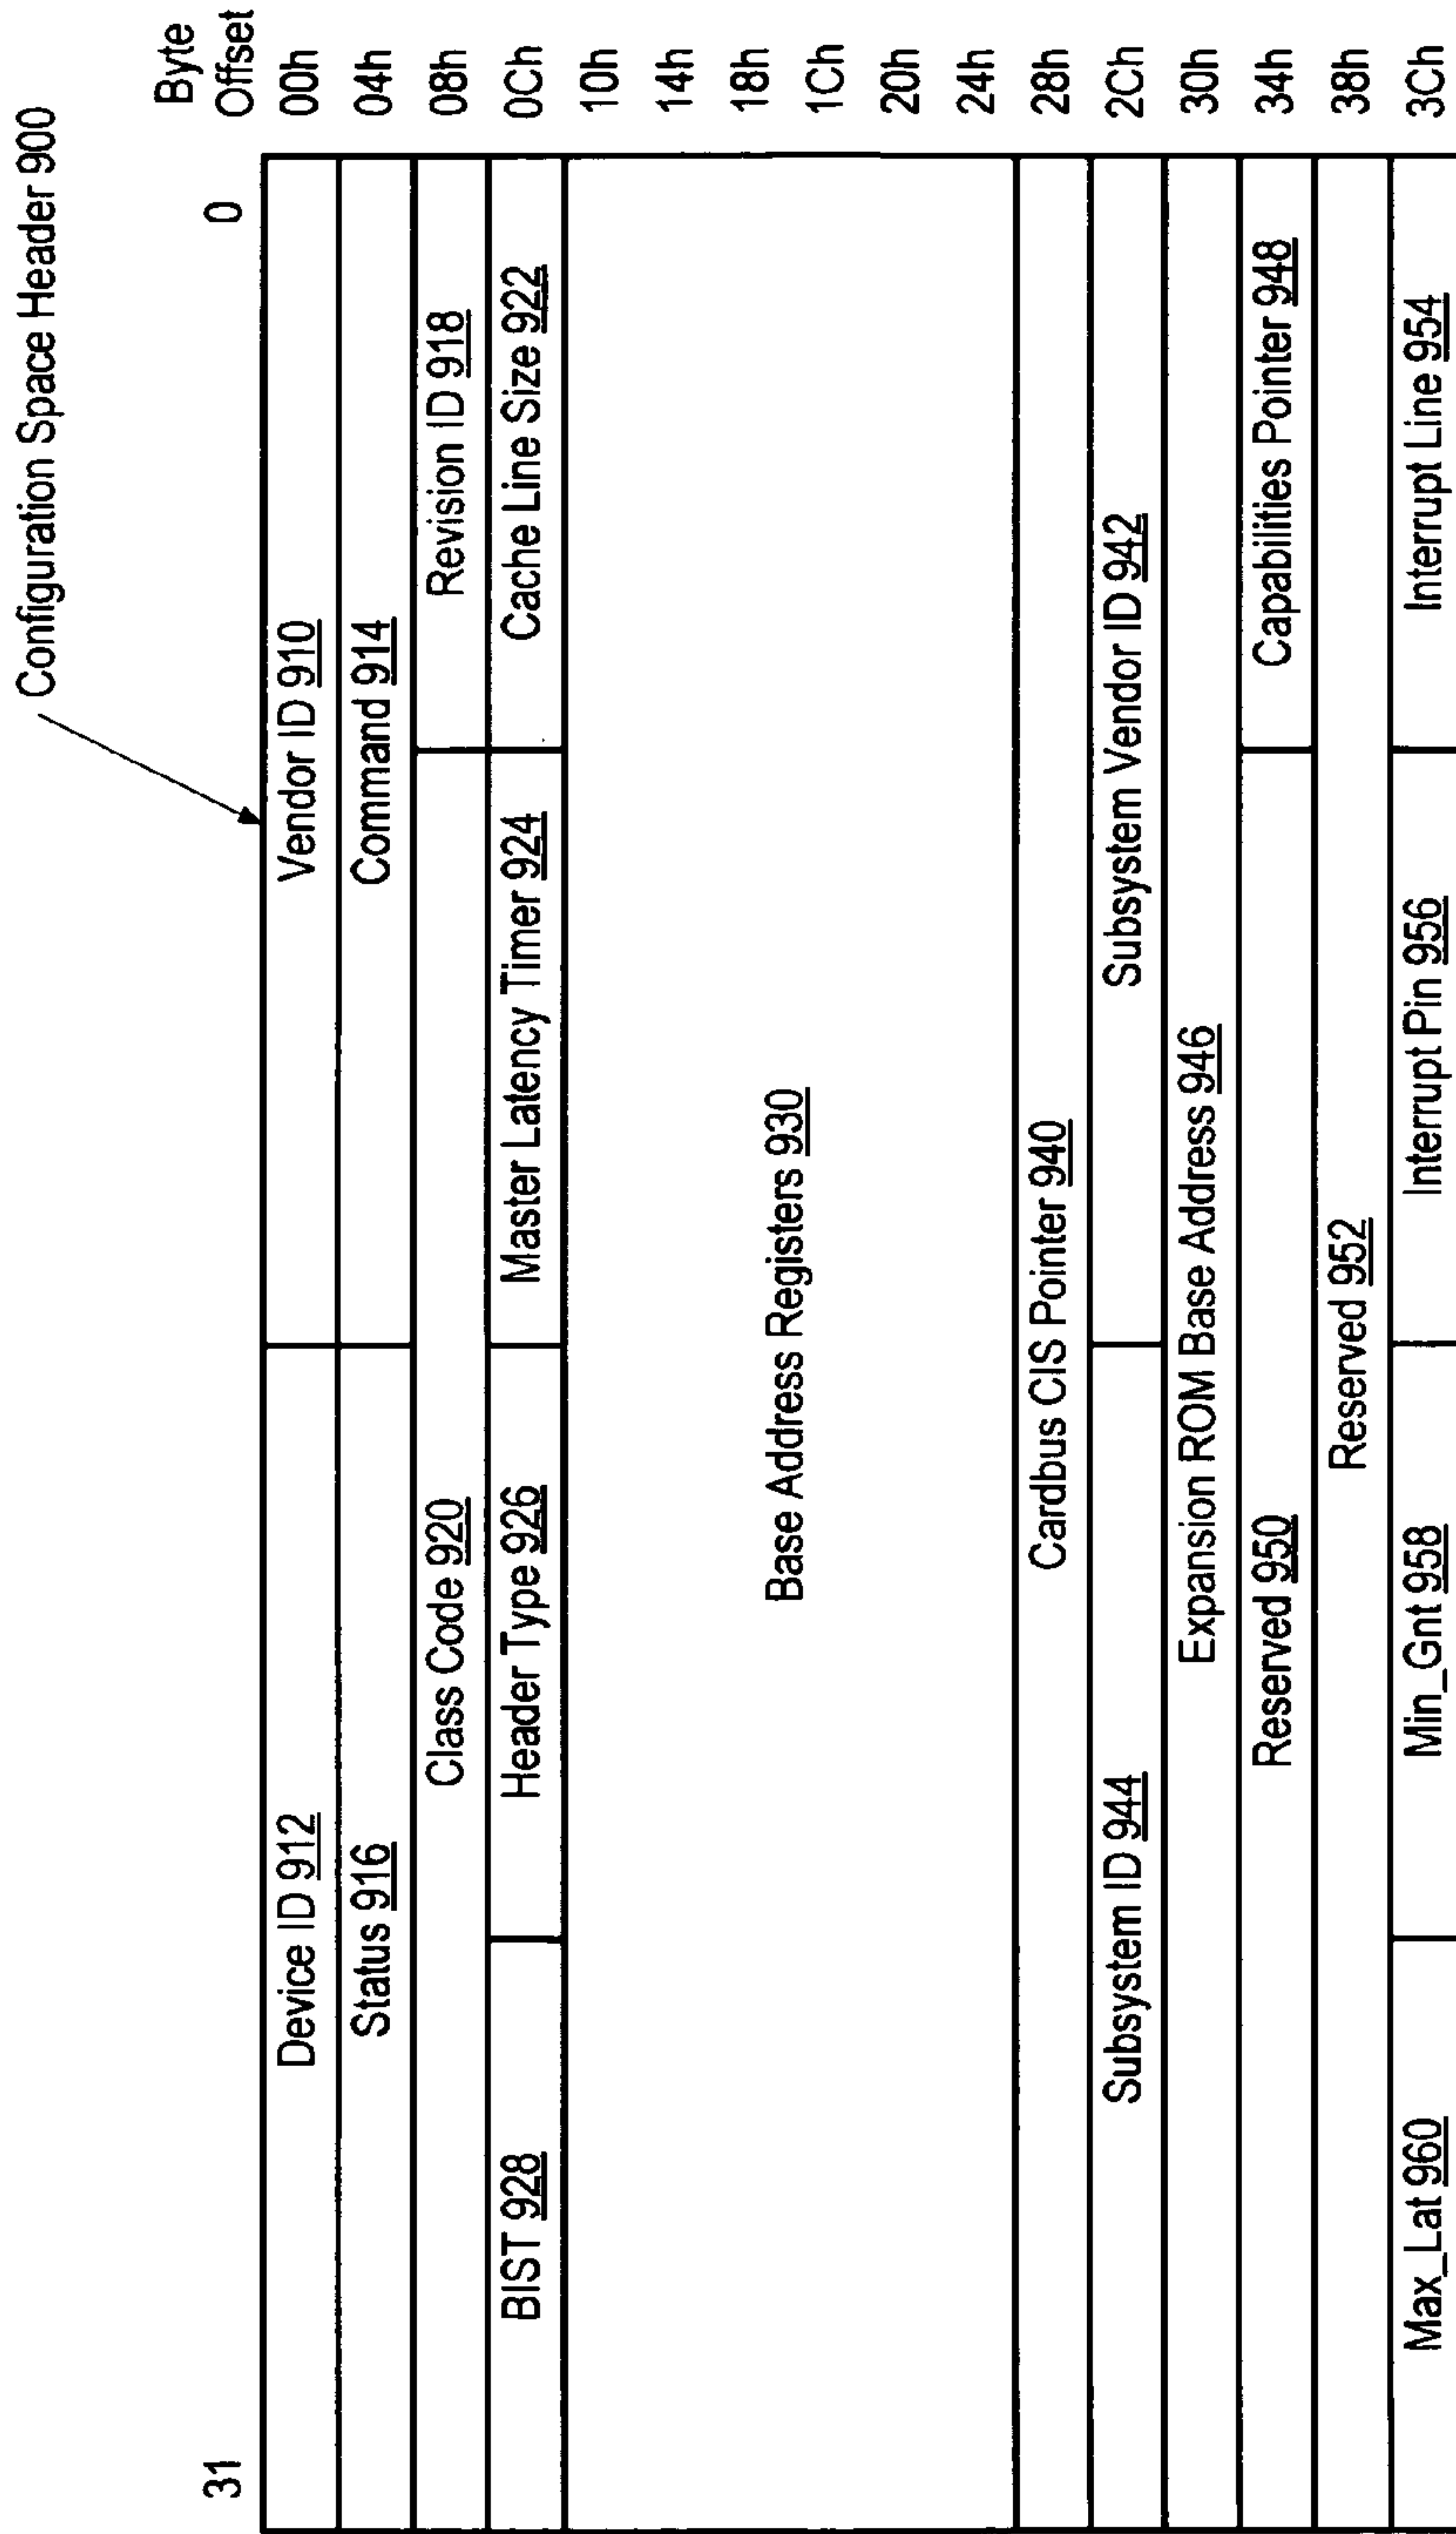 Configuration Space Header 900
31
0
Byte
Offset
Device ID 912
Vendor ID 910
00h
Status 916
Command 914
04h
Class Code 920
Revision ID 918
08h
BIST 928
Header Type 926
Master Latency Timer 924
Cache Line Size 922
0Ch
10h
14h
Base Address Registers 930
18h
1Ch
20h
24h
Cardbus CIS Pointer 940
28h
Subsystem ID 944
Subsystem Vendor ID 942
2Ch
Expansion ROM Base Address 946
30h
Reserved 950
Capabilities Pointer 948
34h
Reserved 952
38h
Max_Lat 960
Min_Gnt 958
Interrupt Pin 956
Interrupt Line 954
3Ch